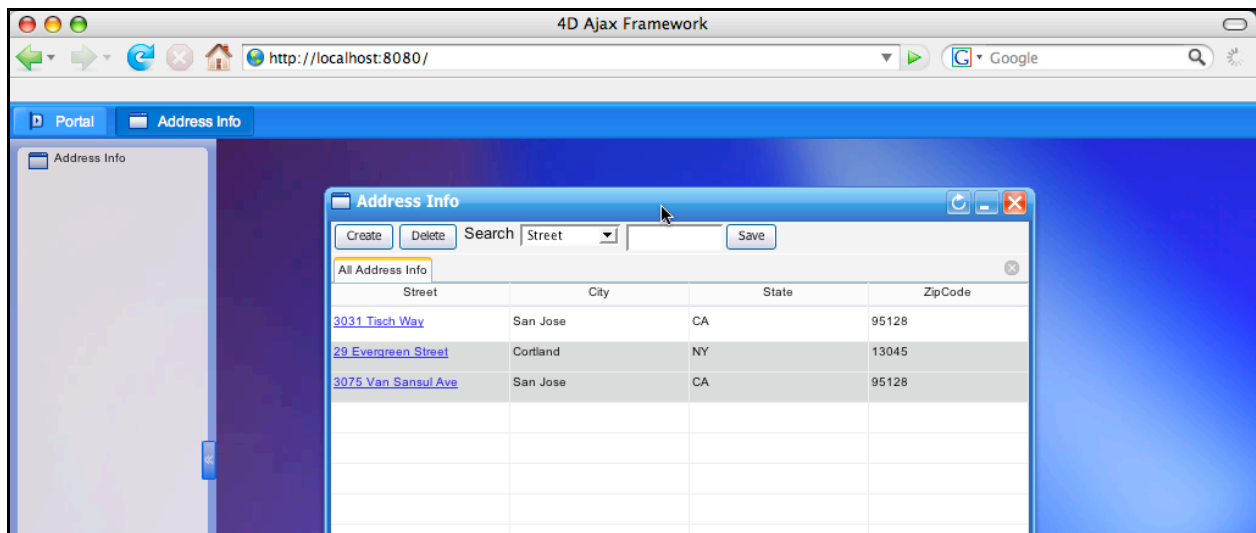 4D Ajax Framework
http://localhost:8080/
G Google
Portal Address Info
Address Info
Address Info
Create Delete Search Street Save
All Address Info
Street City State ZipCode
3031 Tisch Way San Jose CA 95128
29 Evergreen Street Cortland NY 13045
3075 Van Sansul Ave San Jose CA 95128